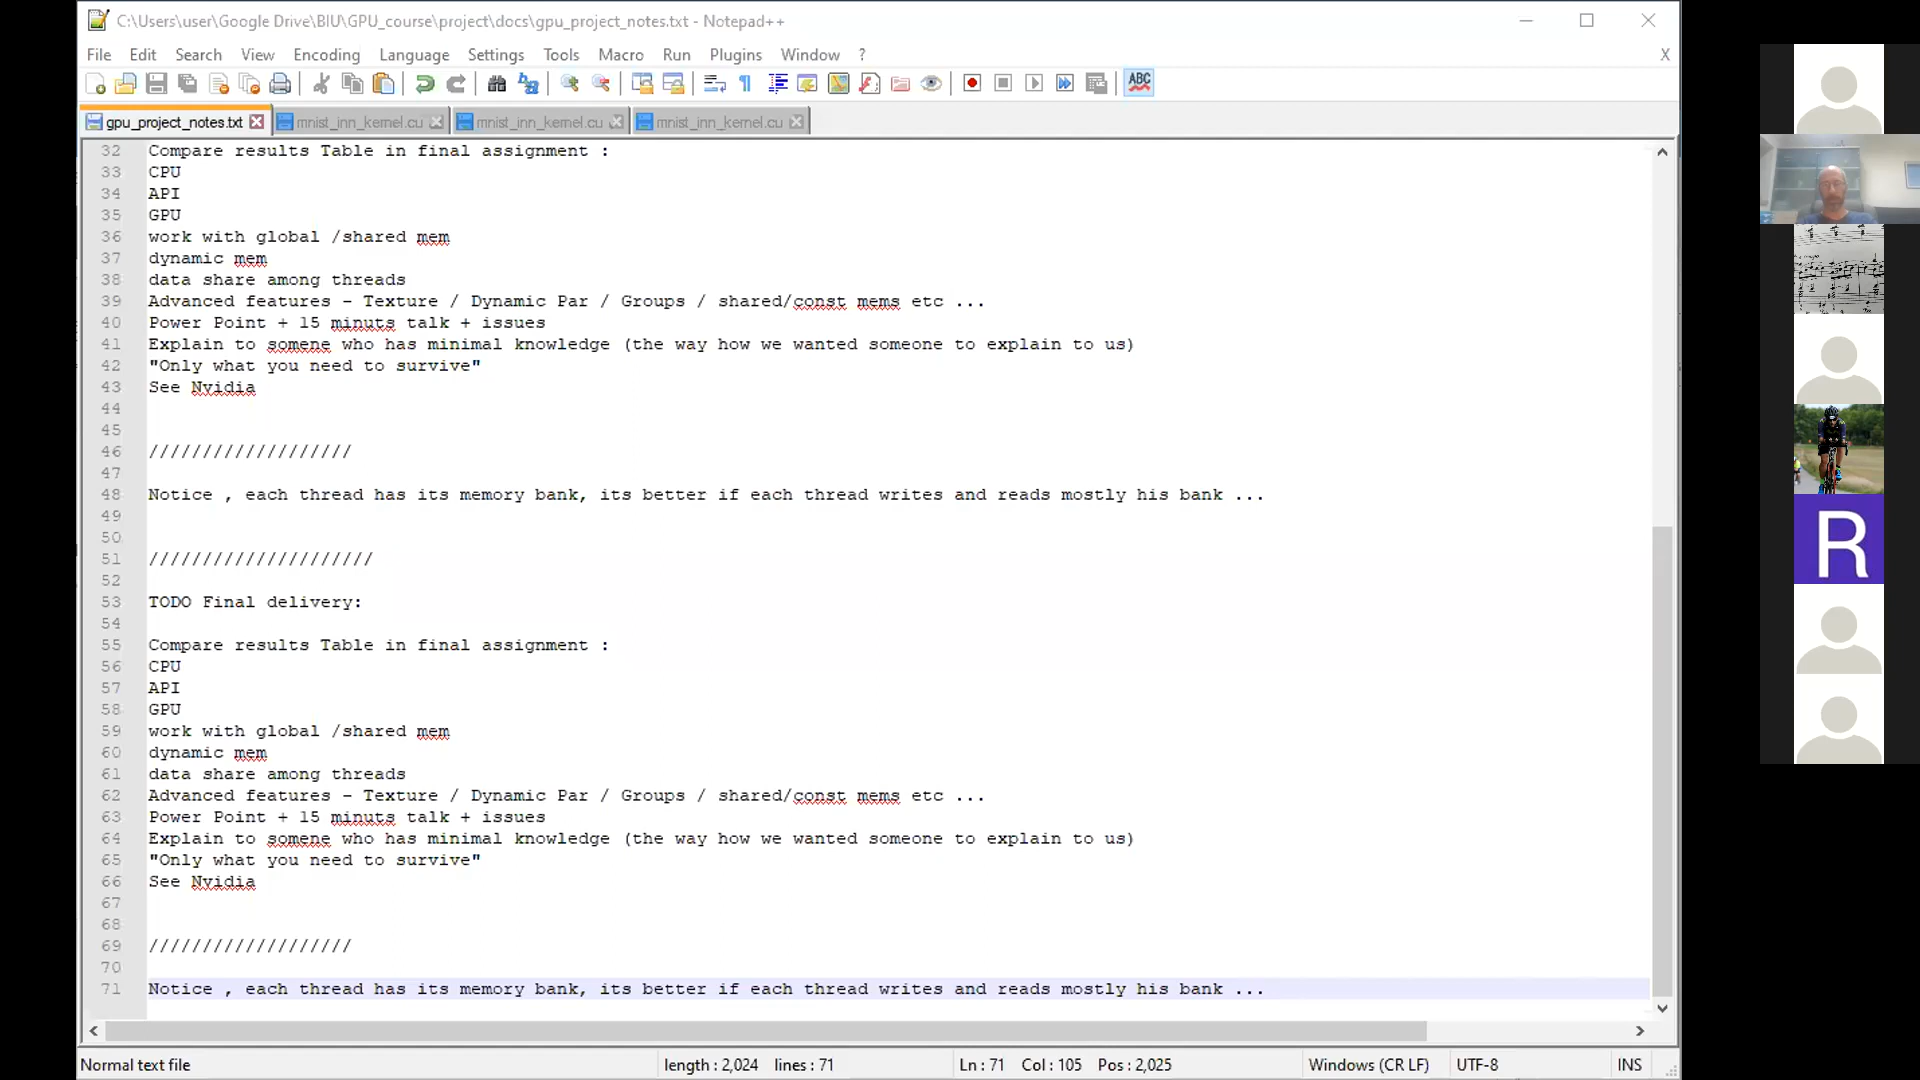 C:\Users\user\Google Drive\BIU\GPU_course\project\docs\gpu_project_notes.txt - Notepad++
File Edit Search View Encoding Language Settings Tools Macro Run Plugins Window ? X
ABC
gpu_project_notes.txt mnist_inn_kernel.cu mnist_inn_kernel.cu mnist_inn_kernel.cu
32 Compare results Table in final assignment :
33 CPU
34 API
35 GPU
36 work with global /shared mem
37 dynamic mem
38 data share among threads
39 Advanced features - Texture / Dynamic Par / Groups / shared/const mems etc ...
40 Power Point + 15 minuts talk + issues
41 Explain to somene who has minimal knowledge (the way how we wanted someone to explain to us)
42 "Only what you need to survive"
43 See Nvidia
44
45
46 ///////////////////
47
48 Notice , each thread has its memory bank, its better if each thread writes and reads mostly his bank ...
49
50
51 /////////////////////
52
53 TODO Final delivery:
54
55 Compare results Table in final assignment :
56 CPU
57 API
58 GPU
59 work with global /shared mem
60 dynamic mem
61 data share among threads
62 Advanced features - Texture / Dynamic Par / Groups / shared/const mems etc ...
63 Power Point + 15 minuts talk + issues
64 Explain to somene who has minimal knowledge (the way how we wanted someone to explain to us)
65 "Only what you need to survive"
66 See Nvidia
67
68
69 ///////////////////
70
71 Notice , each thread has its memory bank, its better if each thread writes and reads mostly his bank ...
Normal text file length : 2,024 lines : 71 Ln : 71 Col : 105 Pos : 2,025 Windows (CR LF) UTF-8 INS
R